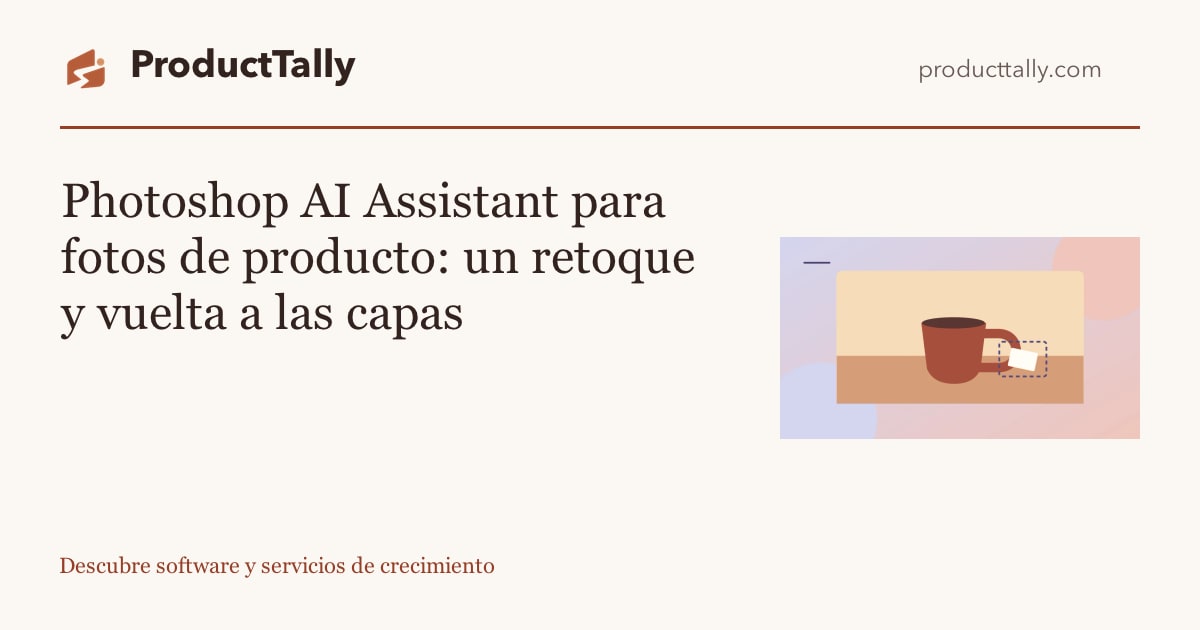 ProductTally
producttally.com
Photoshop AI Assistant para
fotos de producto: un retoque
y vuelta a las capas
Descubre software y servicios de crecimiento